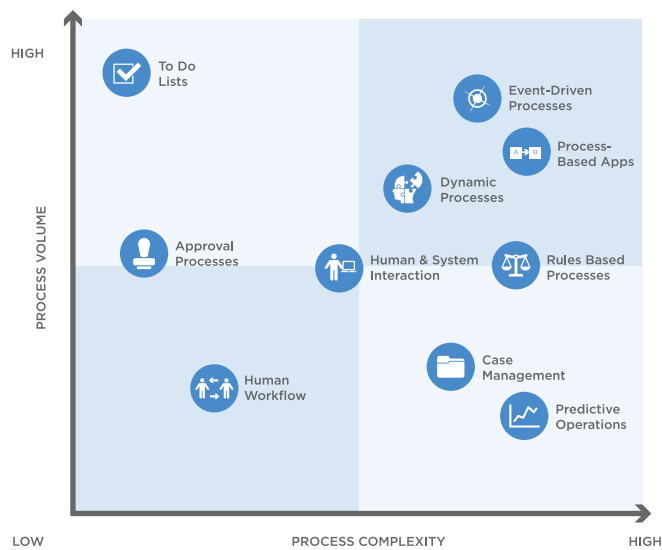 HIGH
To Do
Lists
Event-Driven
Processes
A
B
Process-
Based Apps
Dynamic
Processes
PROCESS VOLUME
Approval
Processes
Human & System
Interaction
Rules Based
Processes
Case
Management
Human
Workflow
Predictive
Operations
LOW
PROCESS COMPLEXITY
HIGH